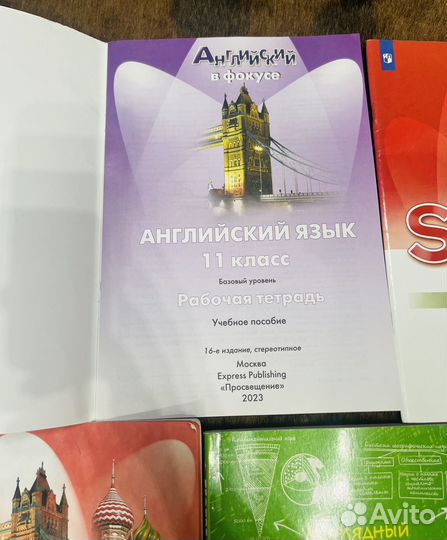 Английский
в фокусе
АНГЛИЙСКИЙ ЯЗЫК
11 класс
Базовый уровень
Рабочая тетрадь
Учебное пособие
16-е издание, стереотипное
Москва
Express Publishing
«Просвещение»
2023
S
Avito